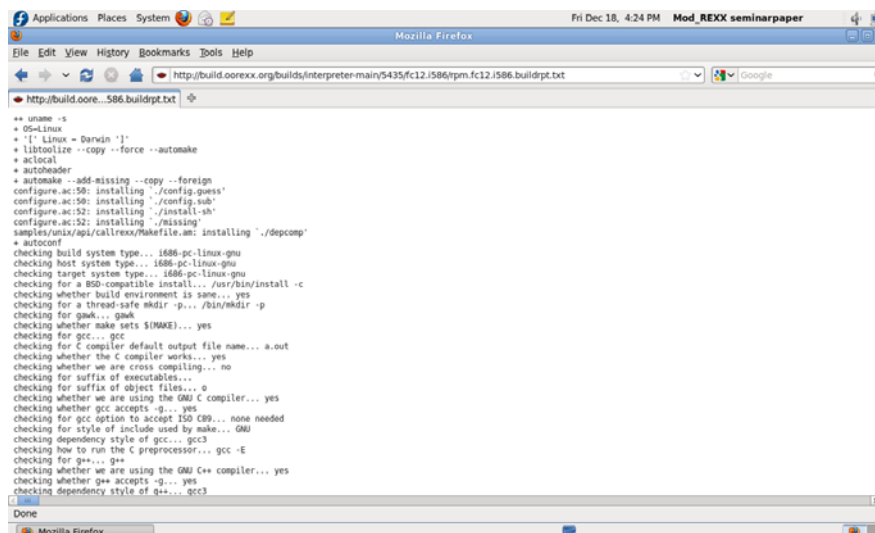 Applications Places System Fri Dec 18, 4:24 PM Mod_REXX seminarpaper
Mozilla Firefox
File Edit View History Bookmarks Tools Help
http://build.oorexx.org/builds/interpreter-main/5435/fc12.i586/rpm.fc12.i586.buildrpt.txt Google
http://build.oore...586.buildrpt.txt
++ uname -s
+ OS=Linux
+ '[' Linux = Darwin ']'
+ libtoolize --copy --force --automake
+ aclocal
+ autoheader
+ automake --add-missing --copy --foreign
configure.ac:50: installing `./config.guess'
configure.ac:50: installing `./config.sub'
configure.ac:52: installing `./install-sh'
configure.ac:52: installing `./missing'
samples/unix/api/callrexx/Makefile.am: installing `./depcomp'
+ autoconf
checking build system type... i686-pc-linux-gnu
checking host system type... i686-pc-linux-gnu
checking target system type... i686-pc-linux-gnu
checking for a BSD-compatible install... /usr/bin/install -c
checking whether build environment is sane... yes
checking for a thread-safe mkdir -p... /bin/mkdir -p
checking for gawk... gawk
checking whether make sets $(MAKE)... yes
checking for gcc... gcc
checking for C compiler default output file name... a.out
checking whether the C compiler works... yes
checking whether we are cross compiling... no
checking for suffix of executables...
checking for suffix of object files... o
checking whether we are using the GNU C compiler... yes
checking whether gcc accepts -g... yes
checking for gcc option to accept ISO C89... none needed
checking for style of include used by make... GNU
checking dependency style of gcc... gcc3
checking how to run the C preprocessor... gcc -E
checking for g++... g++
checking whether we are using the GNU C++ compiler... yes
checking whether g++ accepts -g... yes
checking dependency style of g++... gcc3
Done
Mozilla Firefox